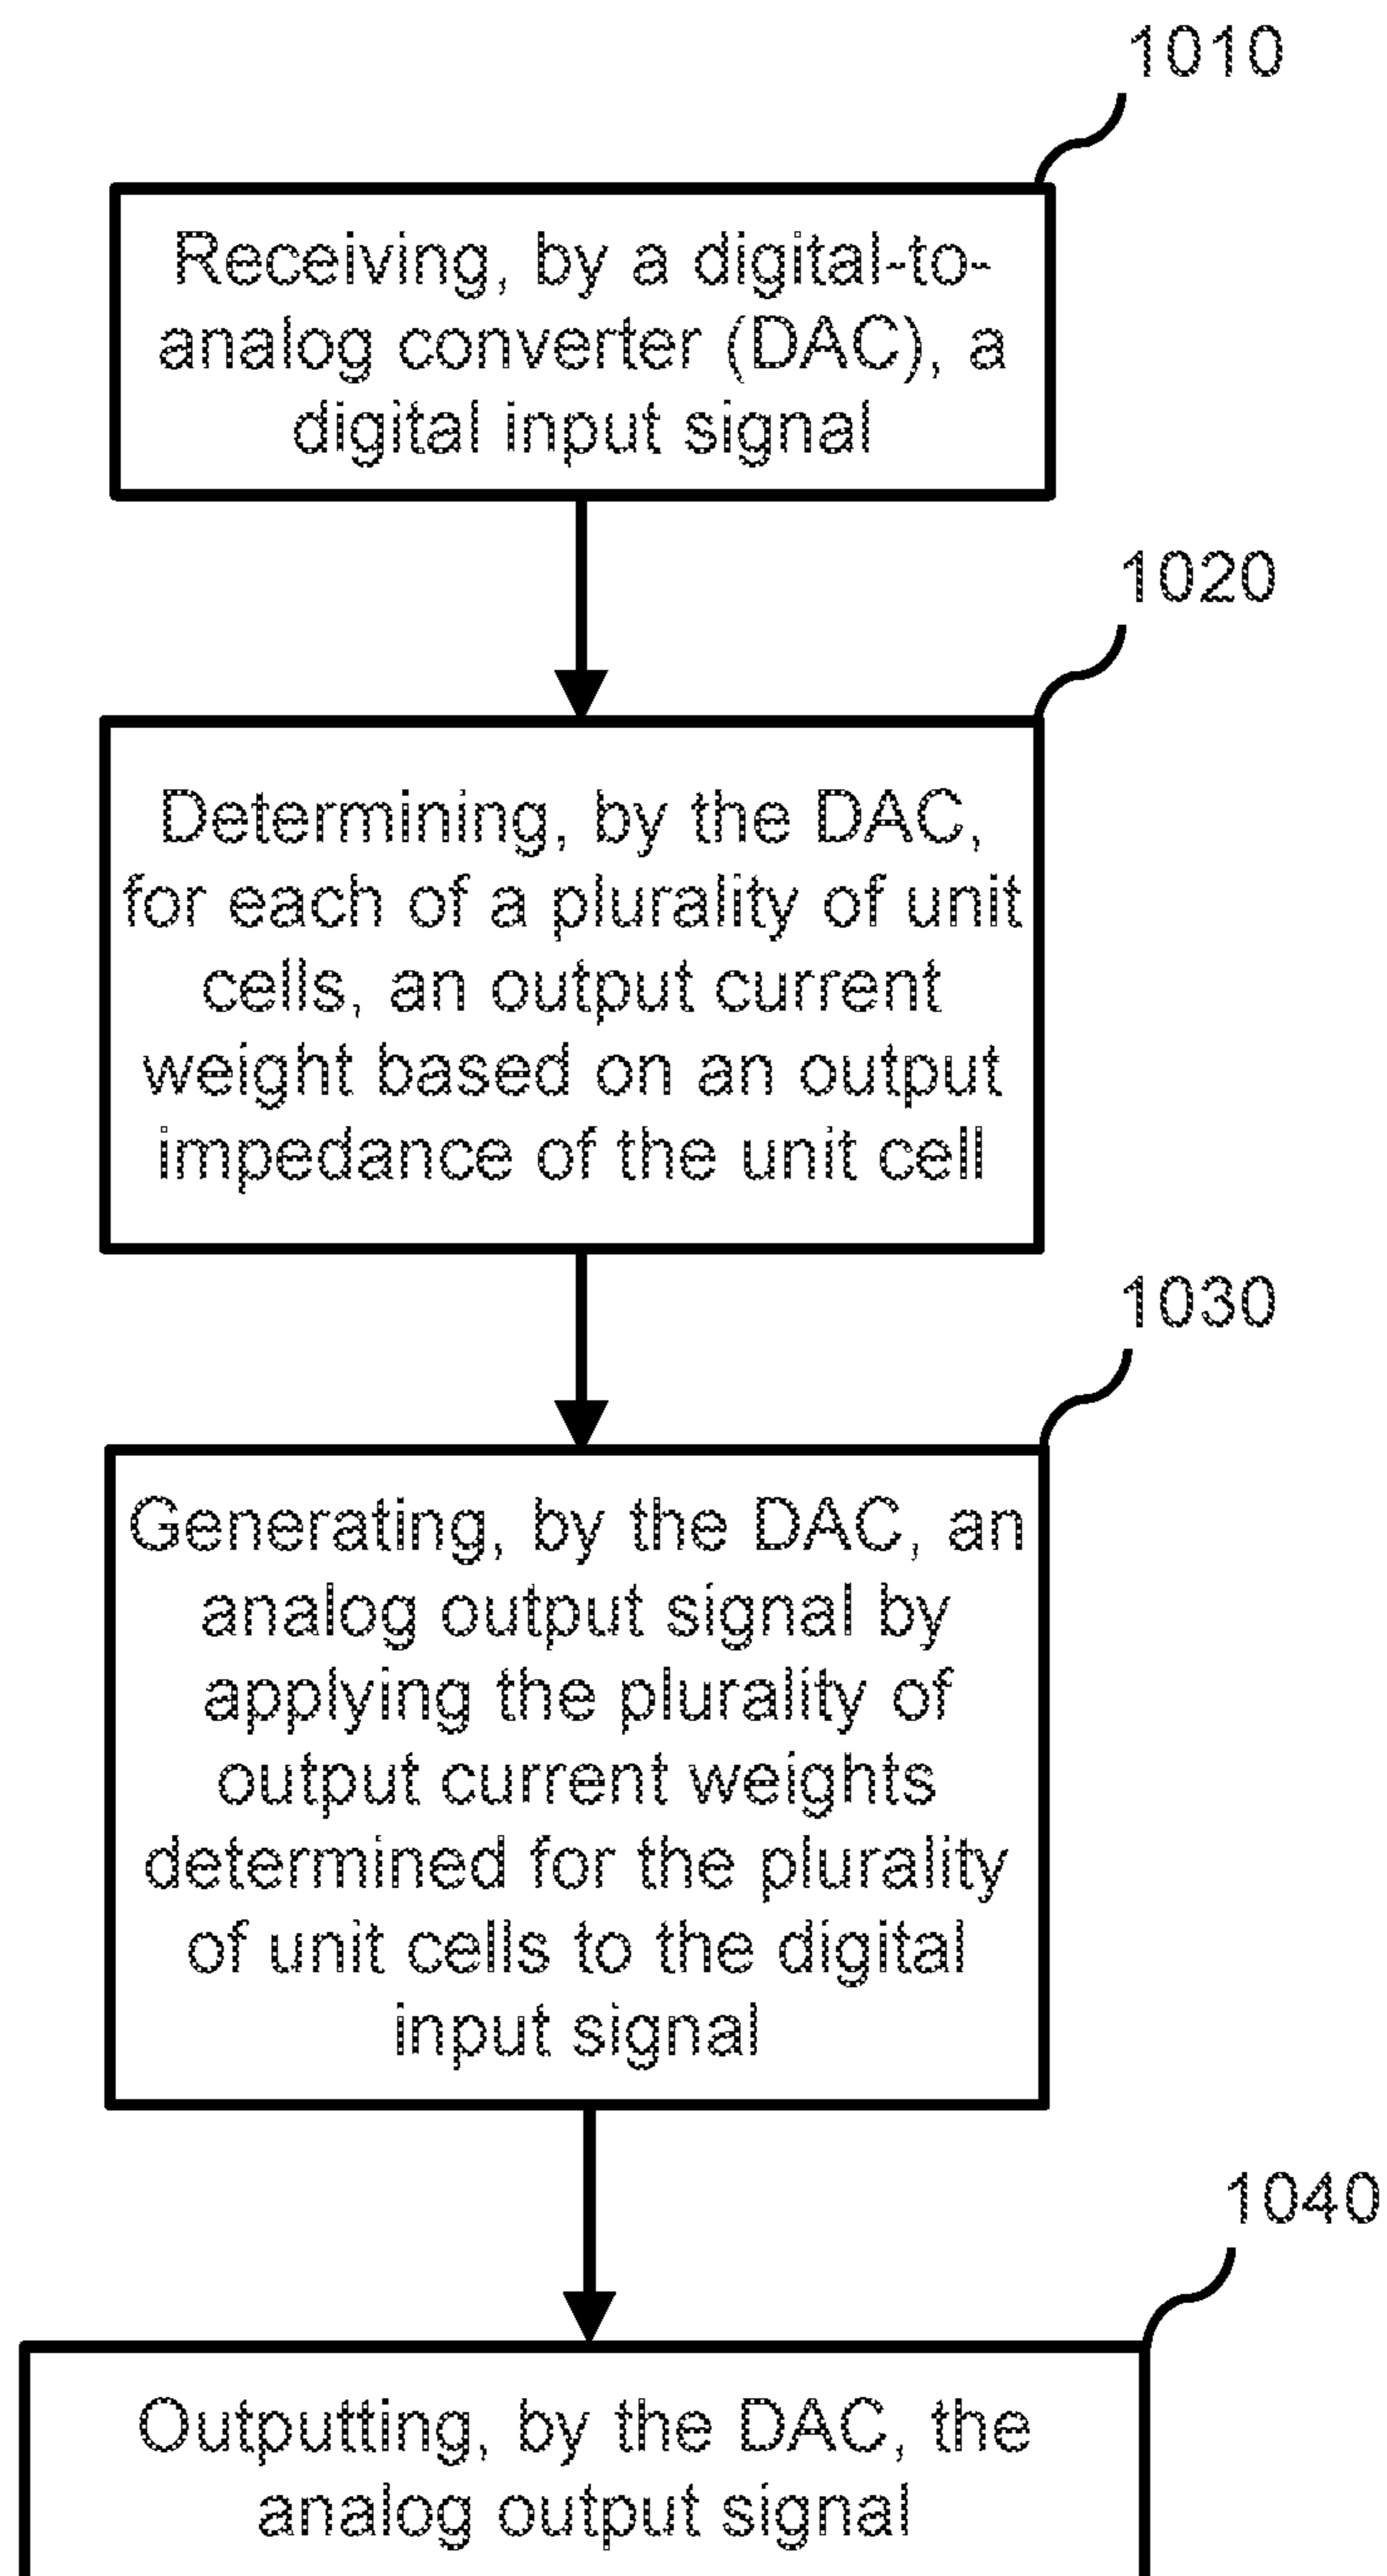 1010
Receiving, by a digital-to-
analog converter (DAC), a
digital input signal
1020
Determining, by the DAC,
for each of a plurality of unit
cells, an output current
weight based on an output
impedance of the unit cell
1030
Generating, by the DAC, an
analog output signal by
applying the plurality of
output current weights
determined for the plurality
of unit cells to the digital
input signal
1040
Outputting, by the DAC, the
analog output signal